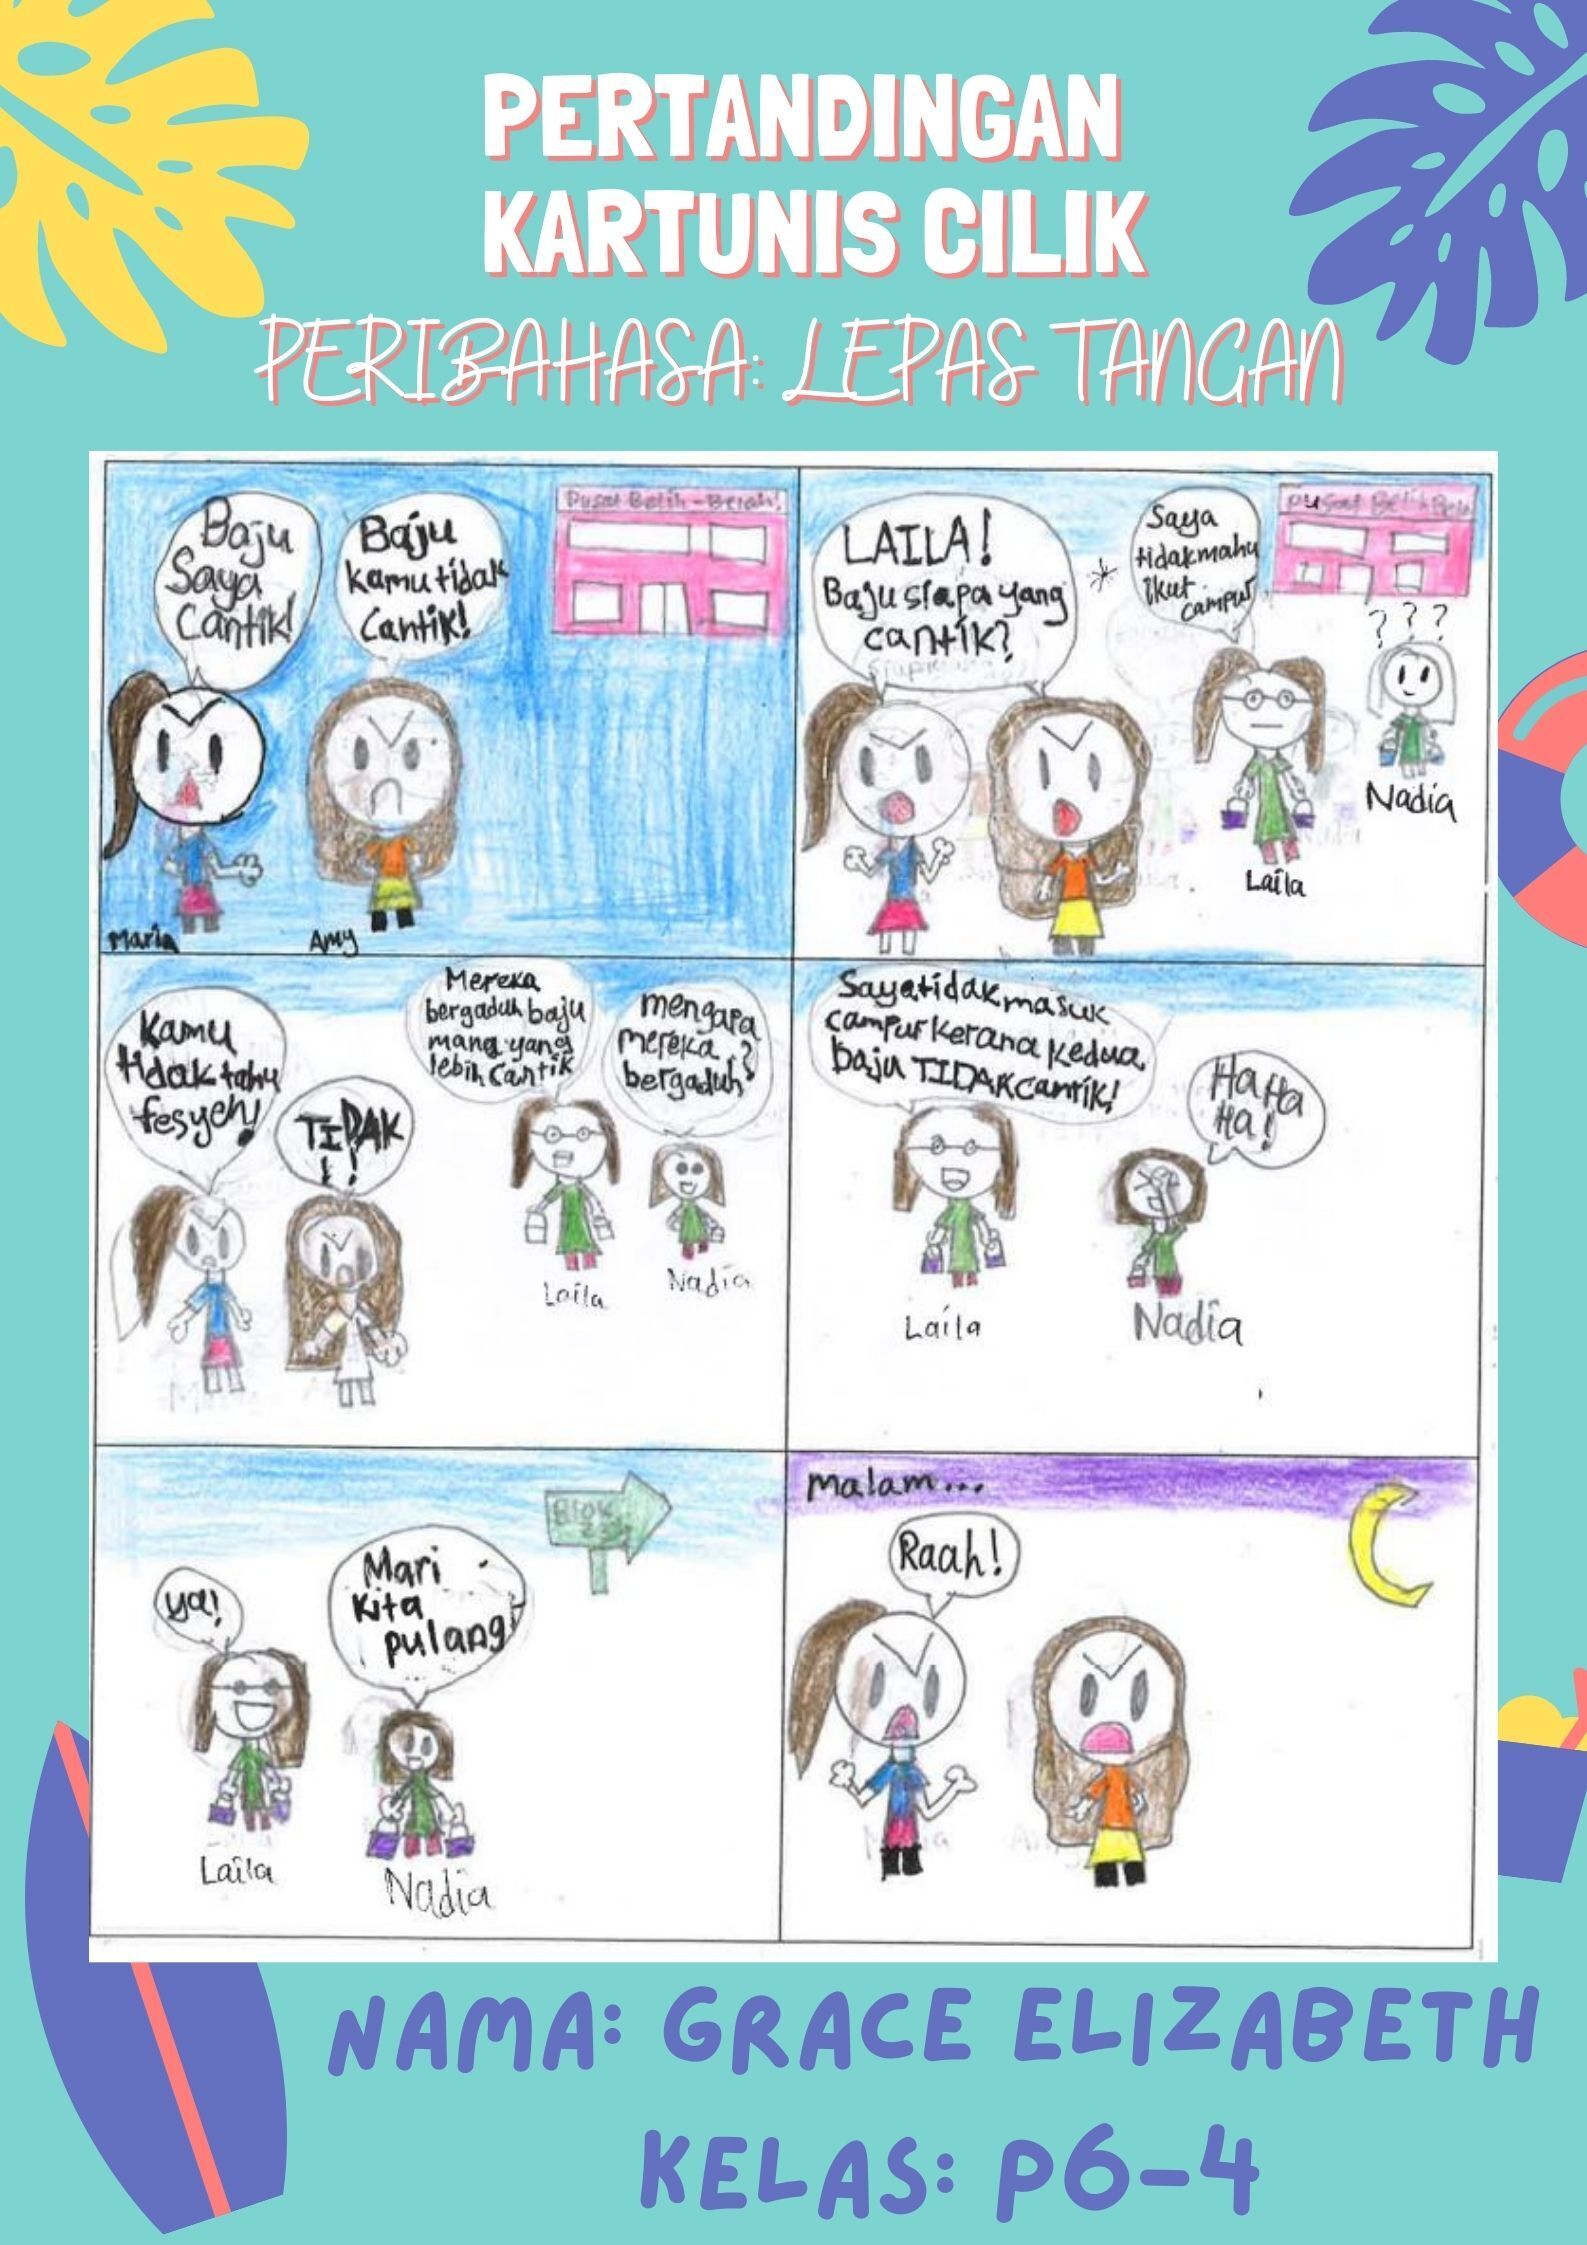 PERTANDINGAN
KARTUNIS CILIK
PERIBAHASA: LEPAS TANGAN
Baju
Saya
Cantik!
Baju
kamu tidak
Cantik!
Pusat Belih-Belah!
Maria
Amy
LAILA!
Baju siapa yang
cantik?
Saya
tidak mahu
ikut
campur
Pusat Belih Belah
???
Nadia
Laila
Kamu
tidak tahu
fesyen!
TIDAK
!!
Mereka
bergaduh baju
mana yang
lebih Cantik
mengapa
mereka
bergaduh?
Laila
Nadia
Saya tidak masuk
campur kerana kedua
baju TIDAK cantik!
Ha Ha
Ha!
Laila
Nadia
ya!
Mari
Kita
pulang
...
Blok
Laila
Nadia
Malam...
Raah!
NAMA: GRACE ELIZABETH
KELAS: P6-4